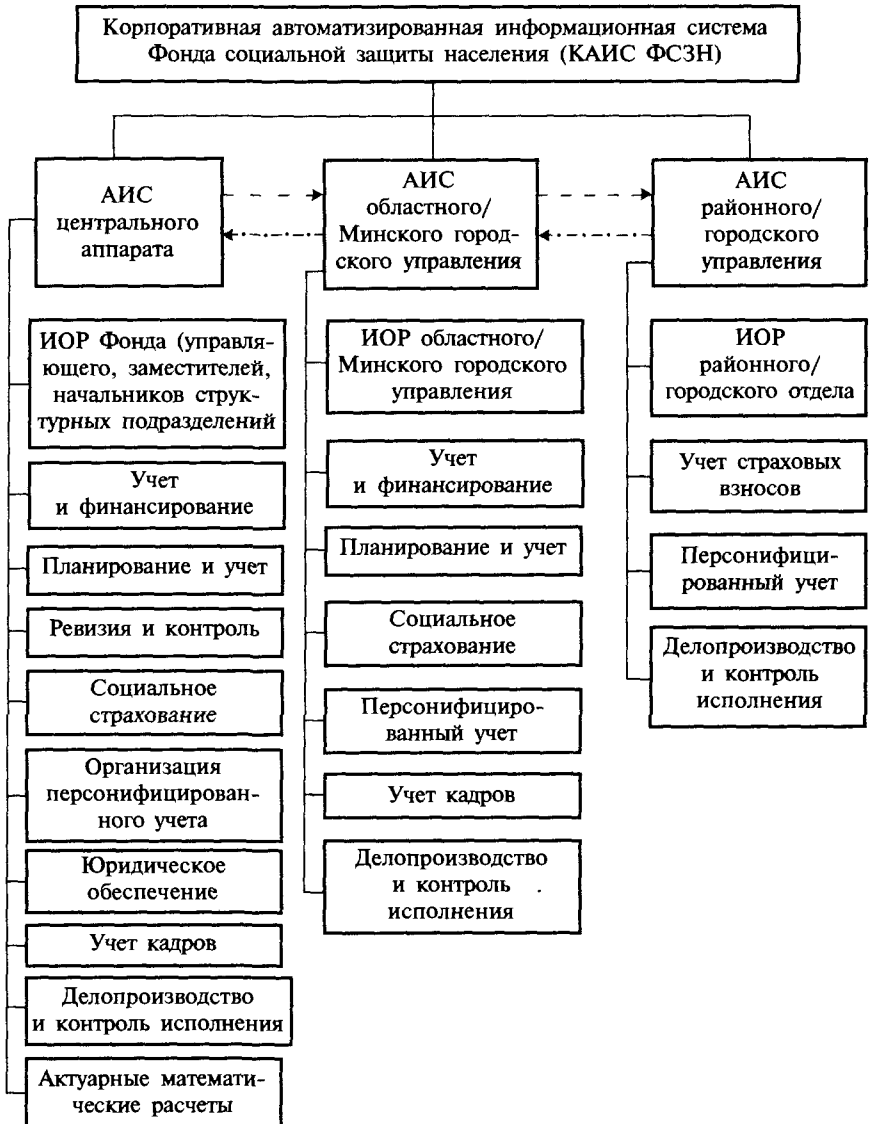 Корпоративная автоматизированная информационная система
Фонда социальной защиты населения (КАИС ФСЗН)
АИС
центрального
аппарата
АИС
областного/
Минского город-
ского управления
АИС
районного/
городского
управления
ИОР Фонда (управля-
ющего, заместителей,
начальников струк-
турных подразделений
Учет
и финансирование
Планирование и учет
Ревизия и контроль
Социальное
страхование
Организация
персонифицирован-
ного учета
Юридическое
обеспечение
Учет кадров
Делопроизводство
и контроль исполнения
Актуарные математи-
ческие расчеты
ИОР областного/
Минского городского
управления
Учет
и финансирование
Планирование и учет
Социальное
страхование
Персонифициро-
ванный учет
Учет кадров
Делопроизводство
и контроль
исполнения
ИОР
районного/
городского отдела
Учет страховых
взносов
Персонифици-
рованный учет
Делопроизводство
и контроль
исполнения